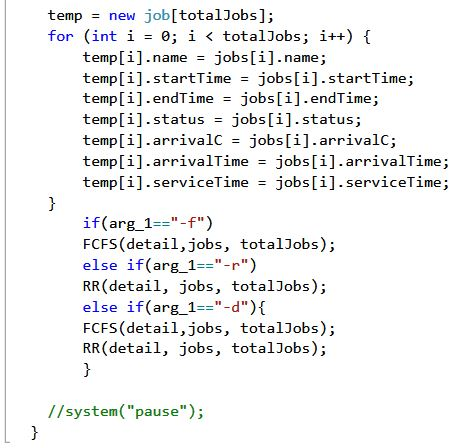 temp = new job[totalJobs];
for (int i = 0; i < totalJobs; i++) {
temp[i].name = jobs[i].name;
temp[i].startTime = jobs[i].startTime;
temp[i].endTime = jobs[i].endTime;
temp[i].status = jobs[i].status;
temp[i].arrivalC = jobs[i].arrivalC;
temp[i].arrivalTime = jobs[i].arrivalTime;
temp[i].serviceTime = jobs[i].serviceTime;
}
if(arg_1=="-f")
FCFS(detail,jobs, totalJobs);
else if(arg_1=="-r")
RR(detail, jobs, totalJobs);
else if(arg_1=="-d"){
FCFS(detail,jobs, totalJobs);
RR(detail, jobs, totalJobs);
}
//system("pause");
}